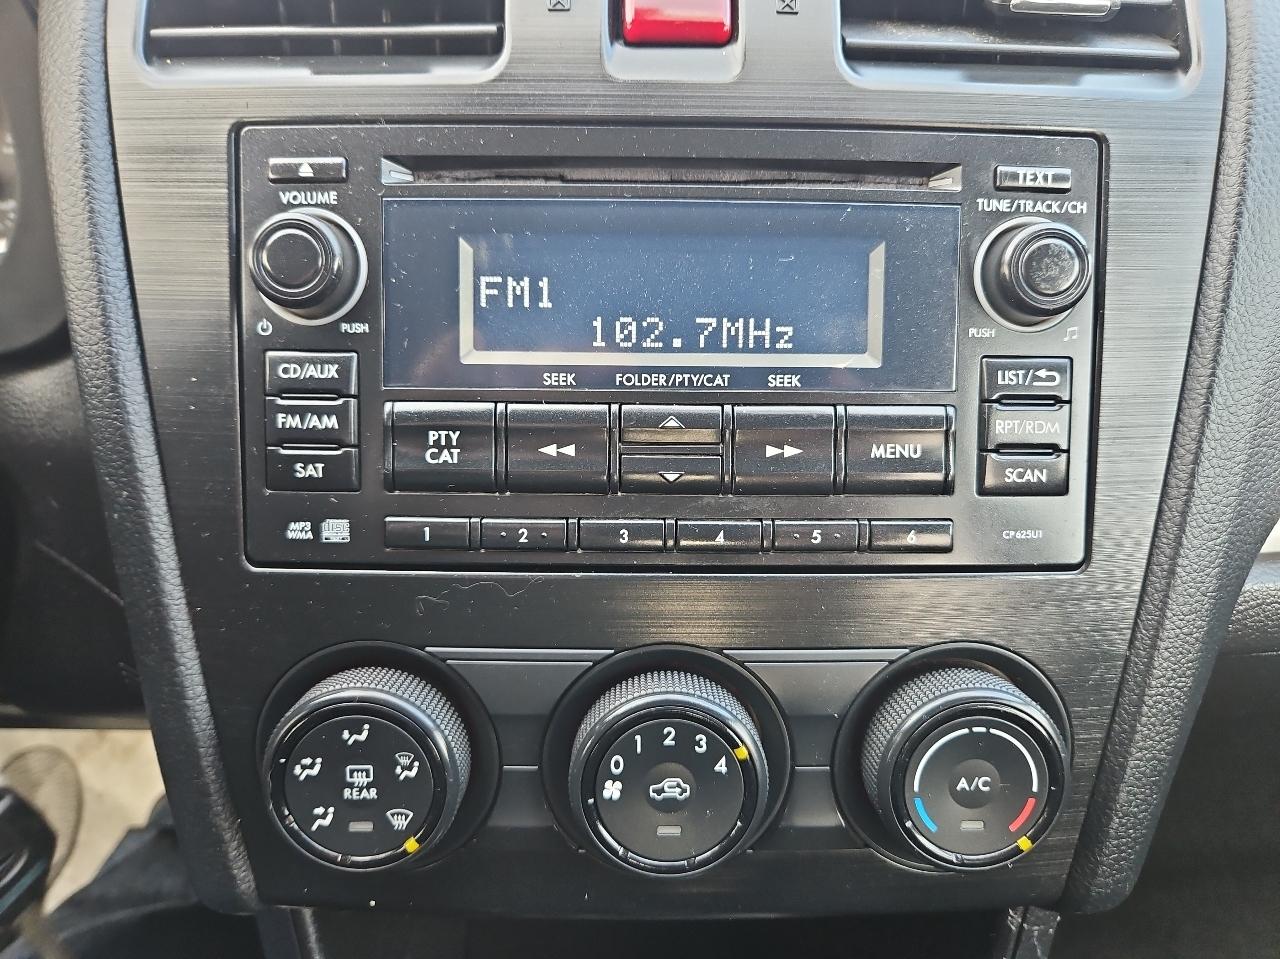 TEXT
VOLUME
TUNE/TRACK/CH
FM1
102.7MHz
PUSH
PUSH
SEEK FOLDER/PTY/CAT SEEK
CD/AUX
FM/AM
SAT
PTY
CAT
MENU
LIST/
RPT/RDM
SCAN
MP3
WMA
disc
1 2 3 4 5 6
CP625U1
REAR
0 1 2 3 4
A/C